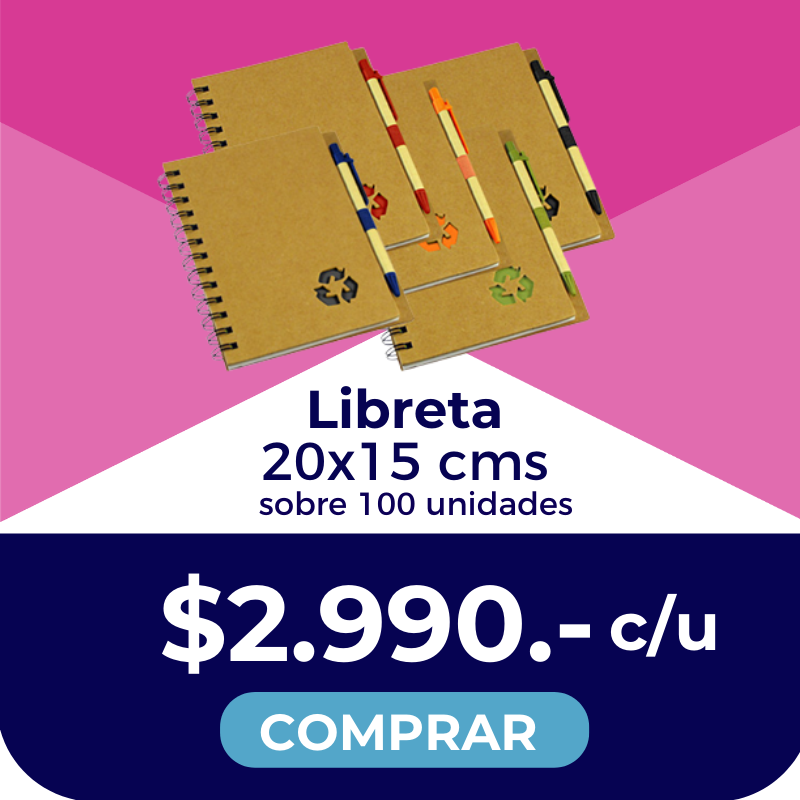 Libreta
20x15 cms
sobre 100 unidades
$2.990.- c/u
COMPRAR